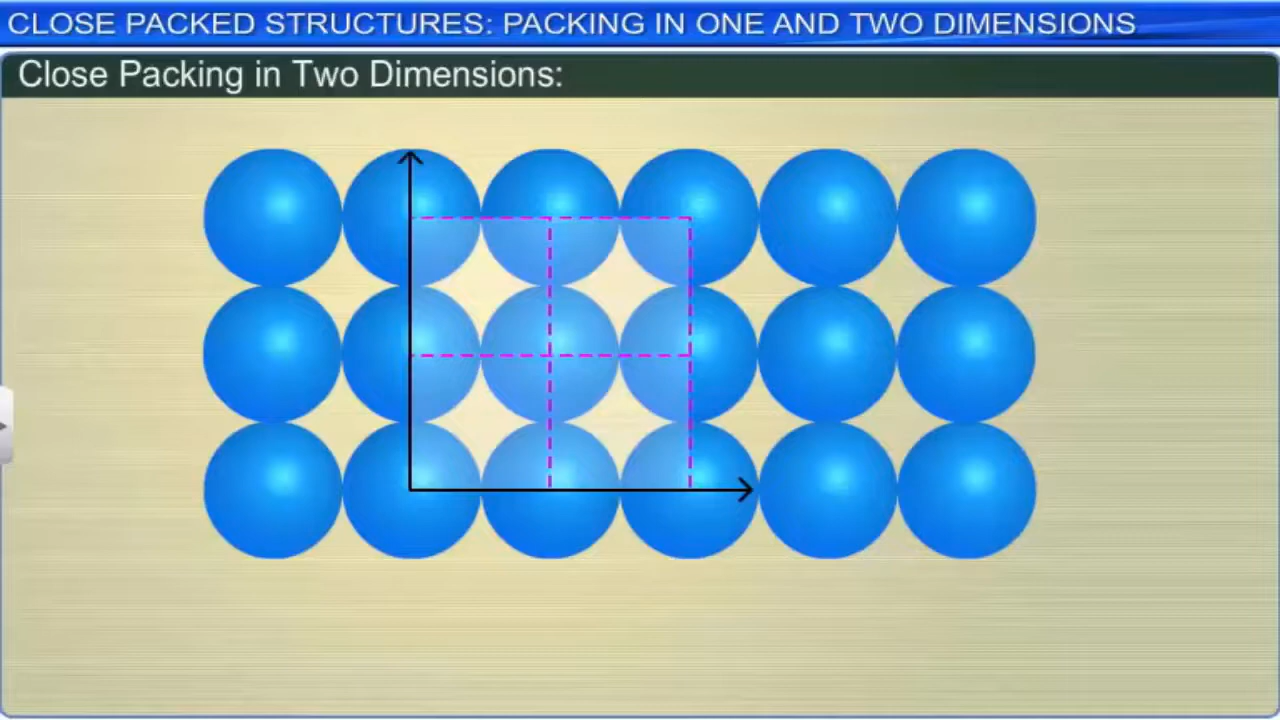 CLOSE PACKED STRUCTURES: PACKING IN ONE AND TWO DIMENSIONS
Close Packing in Two Dimensions: